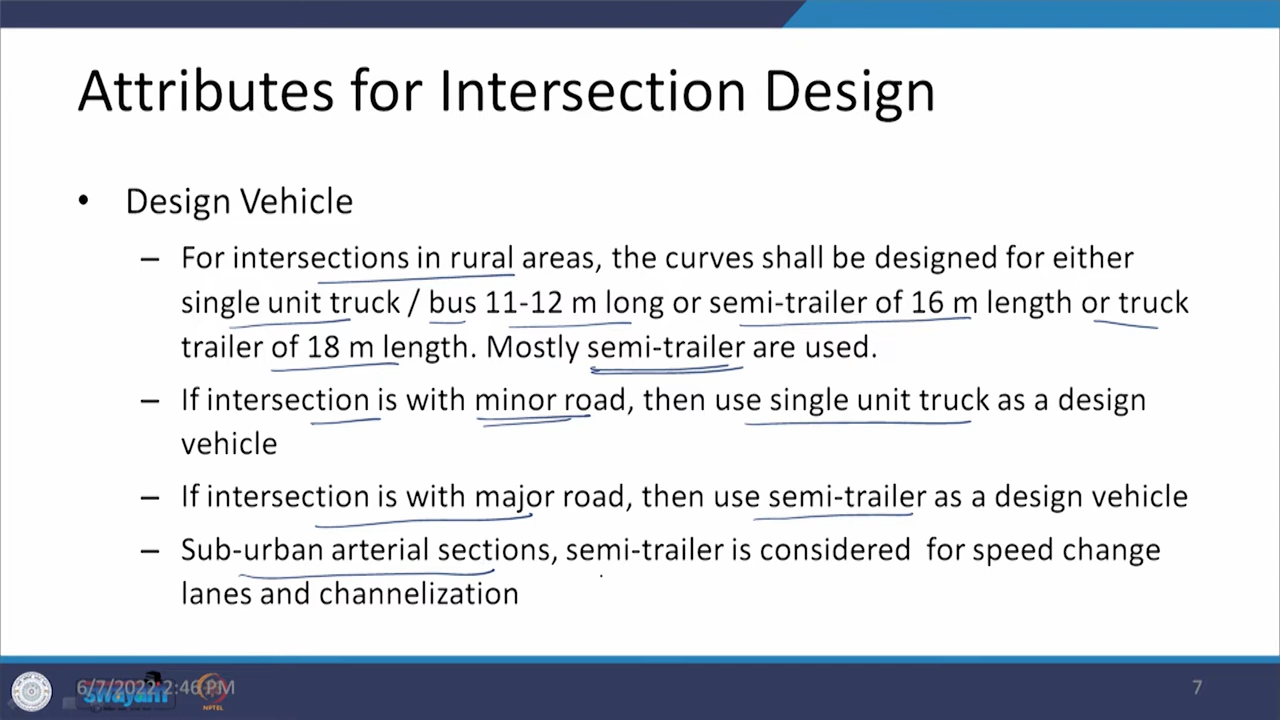 Attributes for Intersection Design
• Design Vehicle
– For intersections in rural areas, the curves shall be designed for either
single unit truck / bus 11-12 m long or semi-trailer of 16 m length or truck
trailer of 18 m length. Mostly semi-trailer are used.
– If intersection is with minor road, then use single unit truck as a design
vehicle
– If intersection is with major road, then use semi-trailer as a design vehicle
– Sub-urban arterial sections, semi-trailer is considered for speed change
lanes and channelization
6/7/2022 2:46 PM
swayam
NPTEL
7